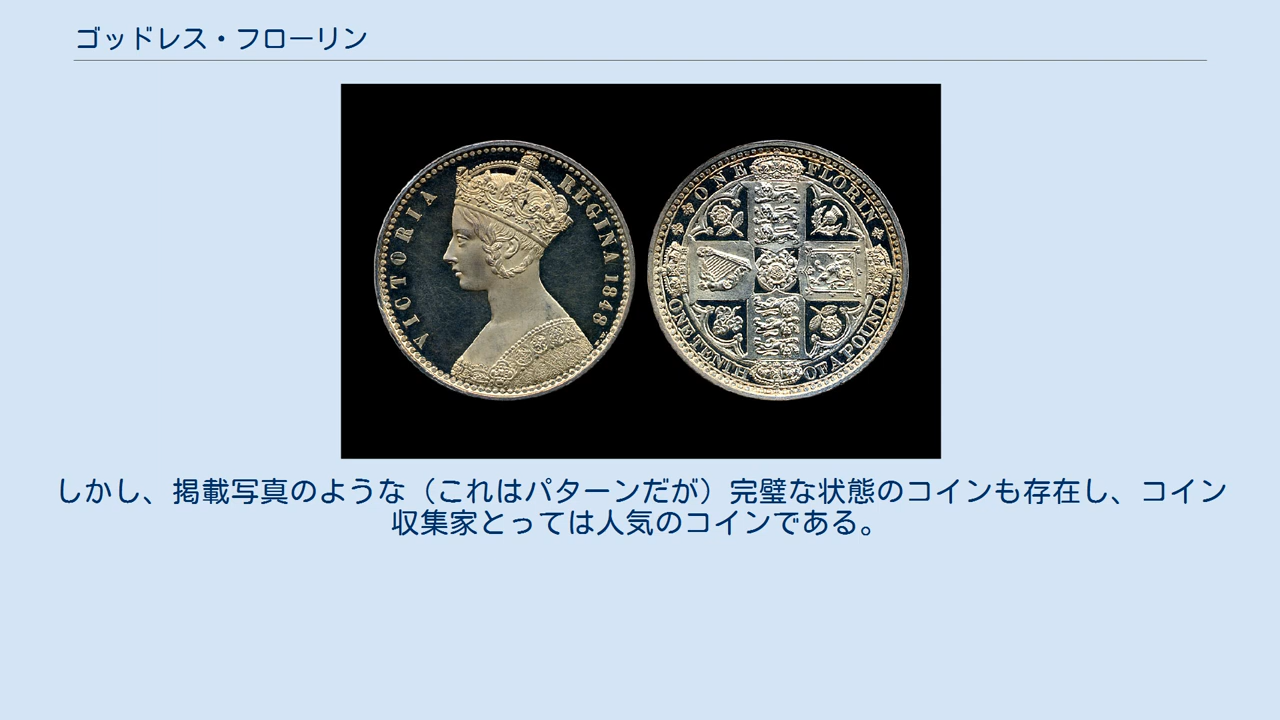 ゴッドレス・フローリン
VICTORIA REGINA 1848
ONE FLORIN
ONE TENTH OF A POUND
しかし、掲載写真のような（これはパターンだが）完璧な状態のコインも存在し、コイン
収集家とっては人気のコインである。